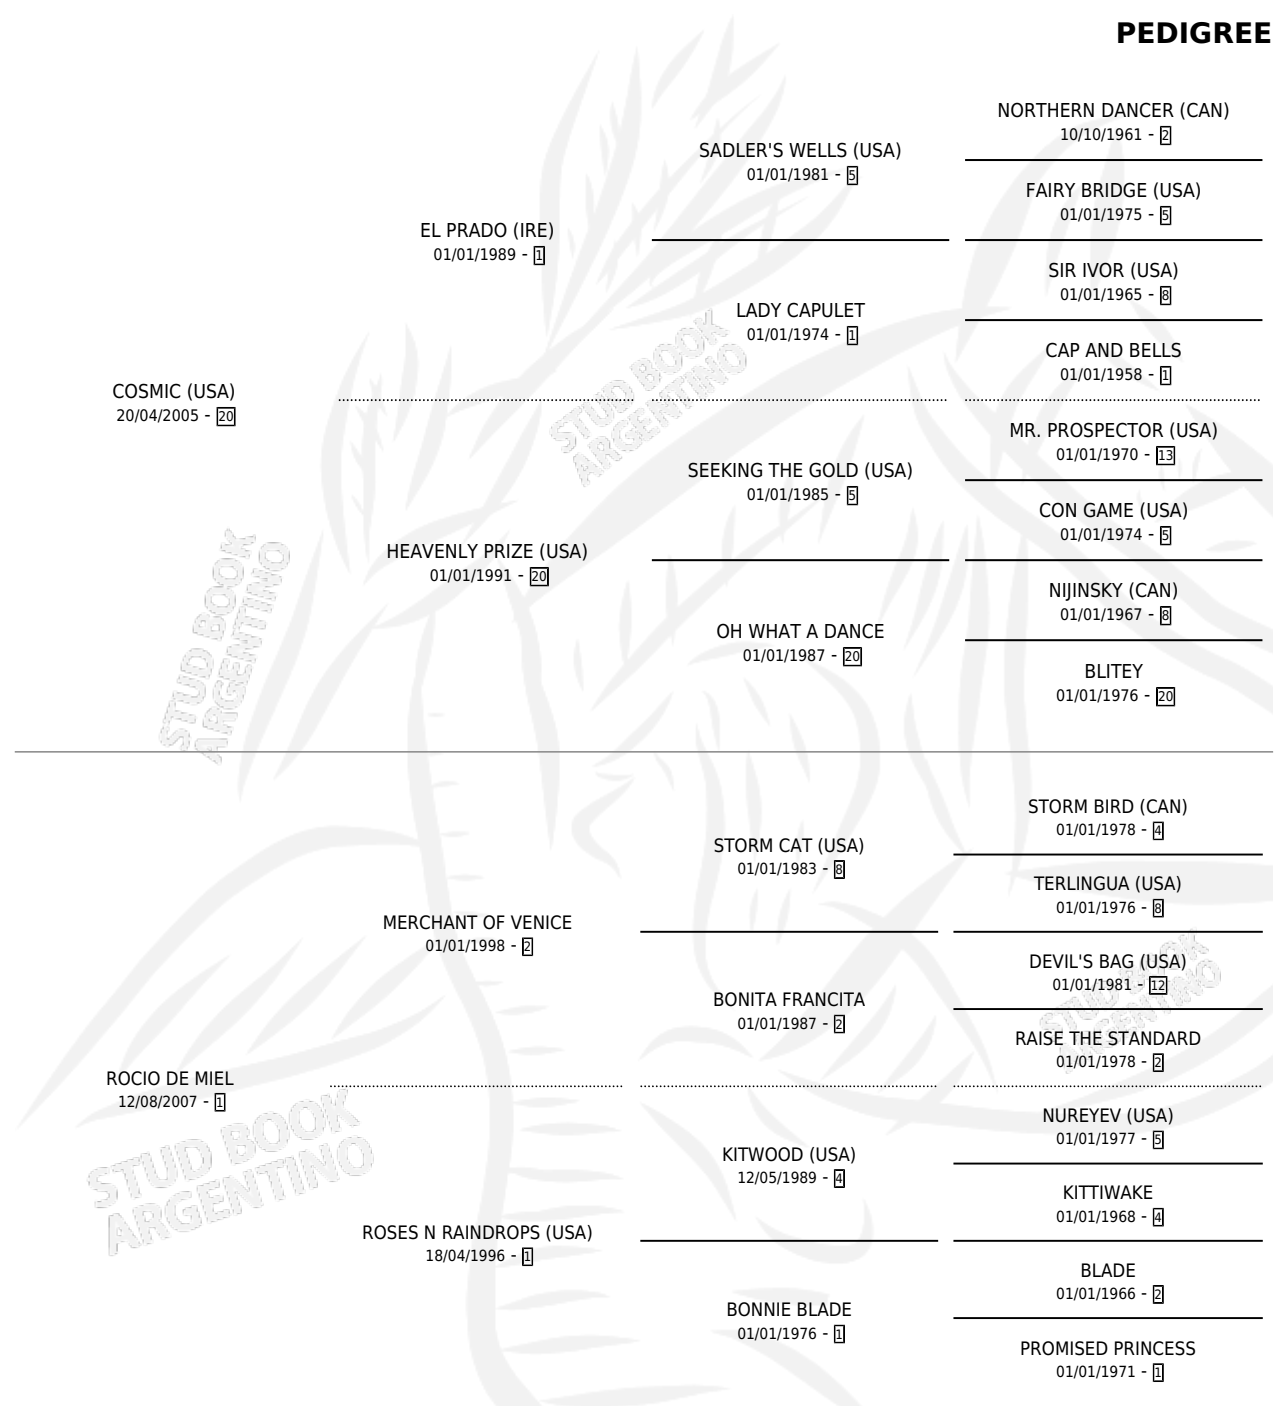 PEDIGREE
NORTHERN DANCER (CAN)
10/10/1961 - 2
SADLER'S WELLS (USA)
01/01/1981 - 5
FAIRY BRIDGE (USA)
01/01/1975 - 5
EL PRADO (IRE)
01/01/1989 - 1
SIR IVOR (USA)
01/01/1965 - 8
LADY CAPULET
01/01/1974 - 1
CAP AND BELLS
01/01/1958 - 1
COSMIC (USA)
20/04/2005 - 20
MR. PROSPECTOR (USA)
01/01/1970 - 13
SEEKING THE GOLD (USA)
01/01/1985 - 5
CON GAME (USA)
01/01/1974 - 5
HEAVENLY PRIZE (USA)
01/01/1991 - 20
NIJINSKY (CAN)
01/01/1967 - 8
OH WHAT A DANCE
01/01/1987 - 20
BLITEY
01/01/1976 - 20
STORM BIRD (CAN)
01/01/1978 - 4
STORM CAT (USA)
01/01/1983 - 8
TERLINGUA (USA)
01/01/1976 - 8
MERCHANT OF VENICE
01/01/1998 - 2
DEVIL'S BAG (USA)
01/01/1981 - 12
BONITA FRANCITA
01/01/1987 - 2
RAISE THE STANDARD
01/01/1978 - 2
ROCIO DE MIEL
12/08/2007 - 1
NUREYEV (USA)
01/01/1977 - 5
KITWOOD (USA)
12/05/1989 - 4
KITTIWAKE
01/01/1968 - 4
ROSES N RAINDROPS (USA)
18/04/1996 - 1
BLADE
01/01/1966 - 2
BONNIE BLADE
01/01/1976 - 1
PROMISED PRINCESS
01/01/1971 - 1
STUD BOOK
ARGENTINO
STUD BOOK
ARGENTINO
STUD BOOK
ARGENTINO
STUD BOOK
ARGENTINO